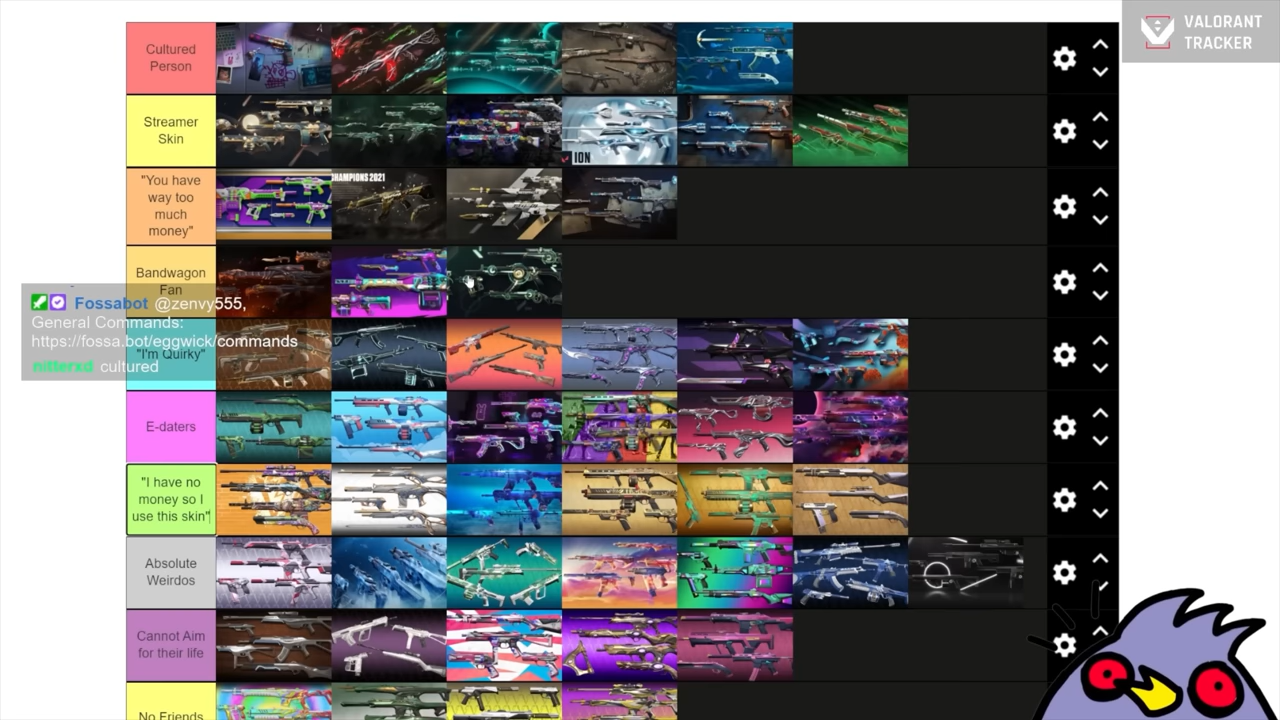 VALORANT
TRACKER
Cultured
Person
Streamer
Skin
ION
"You have
way too
much
money"
CHAMPIONS 2021
Bandwagon
Fan
Fossabot @zenvy555,
General Commands:
https://fossa.bot/eggwick/commands
"I'm Quirky"
nitterxd cultured
E-daters
"I have no
money so I
use this skin"
Absolute
Weirdos
Cannot Aim
for their life
No Friends